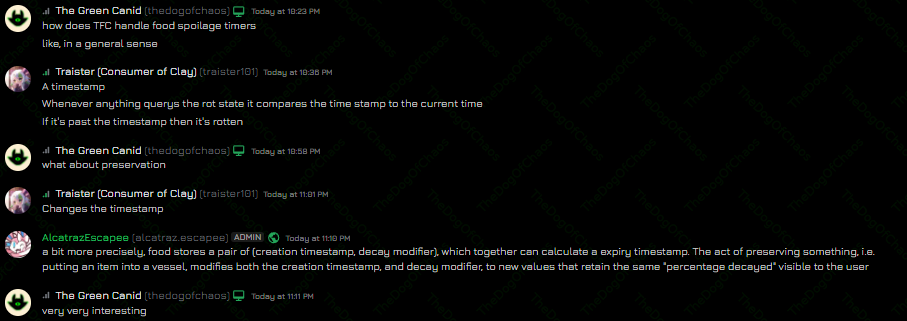 The Green Canid (thedogofchaos) Today at 10:23 PM
how does TFC handle food spoilage timers
like, in a general sense
Traister (Consumer of Clay) (traister101) Today at 10:36 PM
A timestamp
Whenever anything querys the rot state it compares the time stamp to the current time
If it's past the timestamp then it's rotten
The Green Canid (thedogofchaos) Today at 10:58 PM
what about preservation
Traister (Consumer of Clay) (traister101) Today at 11:01 PM
Changes the timestamp
AlcatrazEscapee (alcatraz.escapee) ADMIN Today at 11:10 PM
a bit more precisely, food stores a pair of (creation timestamp, decay modifier), which together can calculate a expiry timestamp. The act of preserving something, i.e.
putting an item into a vessel, modifies both the creation timestamp, and decay modifier, to new values that retain the same "percentage decayed" visible to the user
The Green Canid (thedogofchaos) Today at 11:11 PM
very very interesting